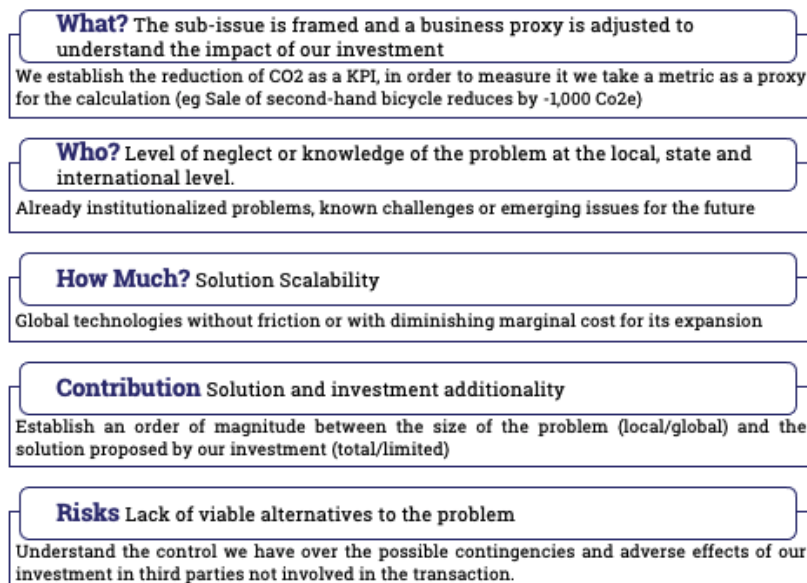 What? The sub-issue is framed and a business proxy is adjusted to
understand the impact of our investment
We establish the reduction of CO2 as a KPI, in order to measure it we take a metric as a proxy
for the calculation (eg Sale of second-hand bicycle reduces by -1,000 Co2e)
Who? Level of neglect or knowledge of the problem at the local, state and
international level.
Already institutionalized problems, known challenges or emerging issues for the future
How Much? Solution Scalability
Global technologies without friction or with diminishing marginal cost for its expansion
Contribution Solution and investment additionality
Establish an order of magnitude between the size of the problem (local/global) and the
solution proposed by our investment (total/limited)
Risks Lack of viable alternatives to the problem
Understand the control we have over the possible contingencies and adverse effects of our
investment in third parties not involved in the transaction.